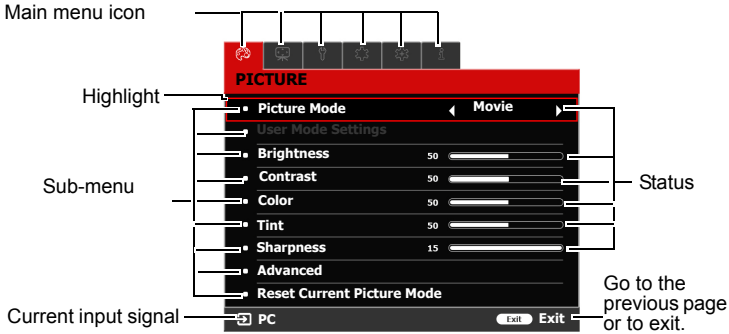 Main menu icon
PICTURE
Highlight
Picture Mode Movie
User Mode Settings
Brightness 50
Contrast 50
Sub-menu
Status
Color 50
Tint 50
Sharpness 15
Advanced
Reset Current Picture Mode
Go to the
previous page
or to exit.
Current input signal
PC
Exit Exit